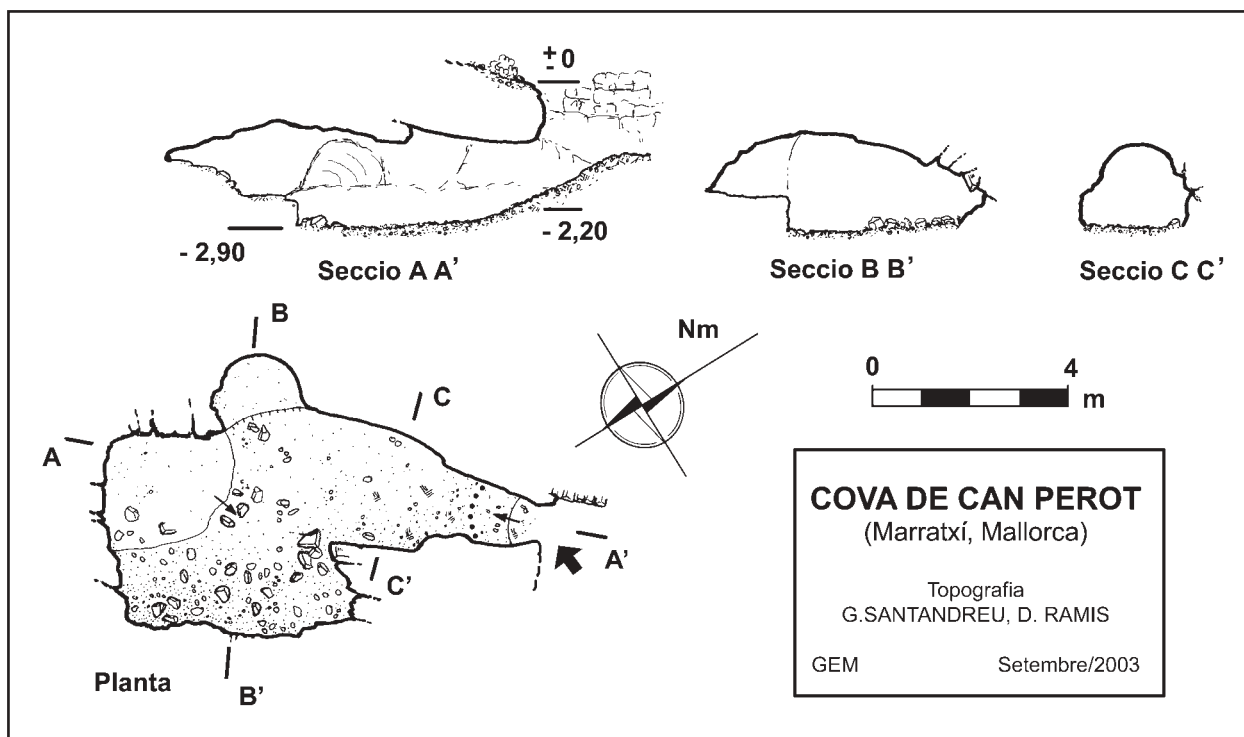 ± 0
- 2,90
- 2,20
Seccio A A’
Seccio B B’
Seccio C C’
B
C
A
A’
C’
B’
Planta
Nm
0 4
m
COVA DE CAN PEROT
(Marratxí, Mallorca)
Topografia
G.SANTANDREU, D. RAMIS
GEM Setembre/2003